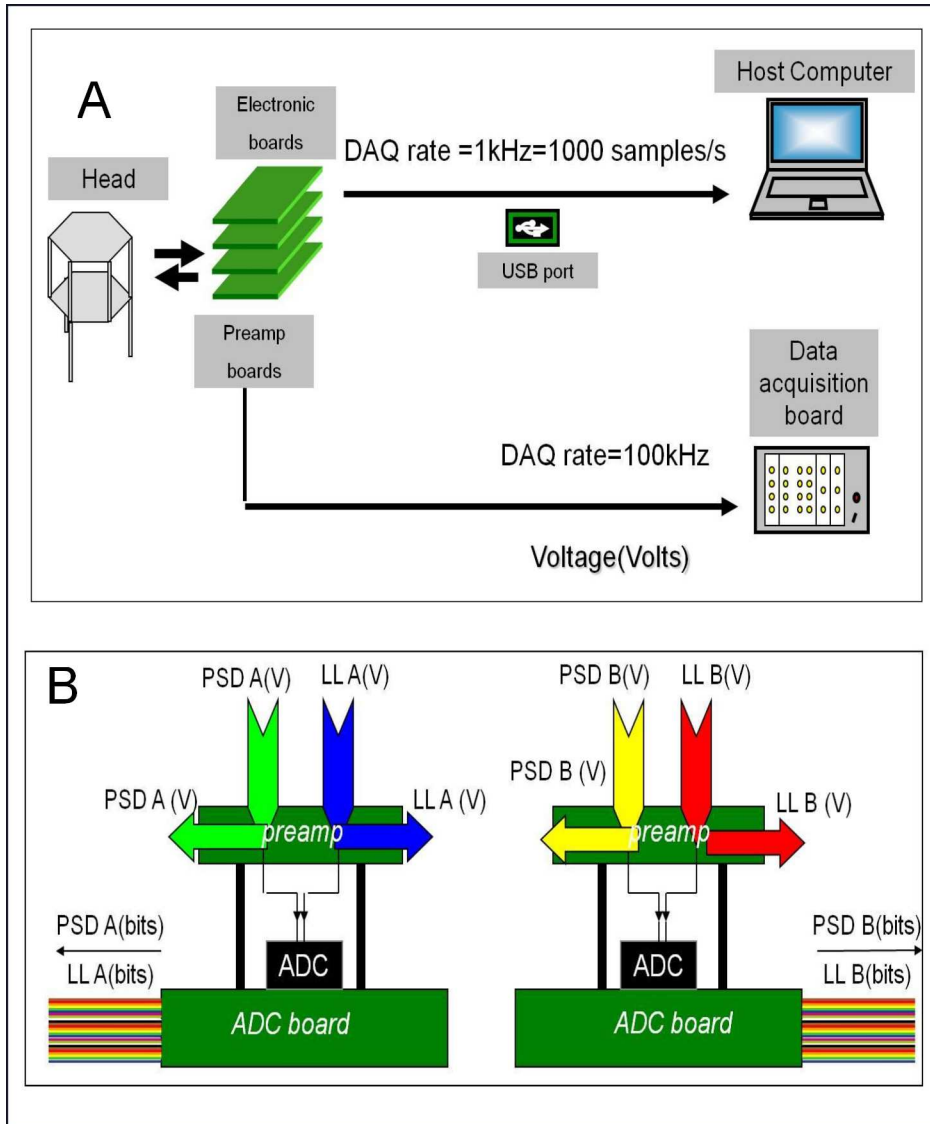 A
Head
Electronic
boards
Preamp
boards
DAQ rate =1kHz=1000 samples/s
USB port
Host Computer
Data
acquisition
board
DAQ rate=100kHz
Voltage(Volts)
B
PSD A(V)
LL A(V)
PSD A (V)
LL A (V)
preamp
ADC
PSD A(bits)
LL A(bits)
ADC board
PSD B(V)
LL B(V)
PSD B (V)
LL B (V)
preamp
ADC
PSD B(bits)
LL B(bits)
ADC board